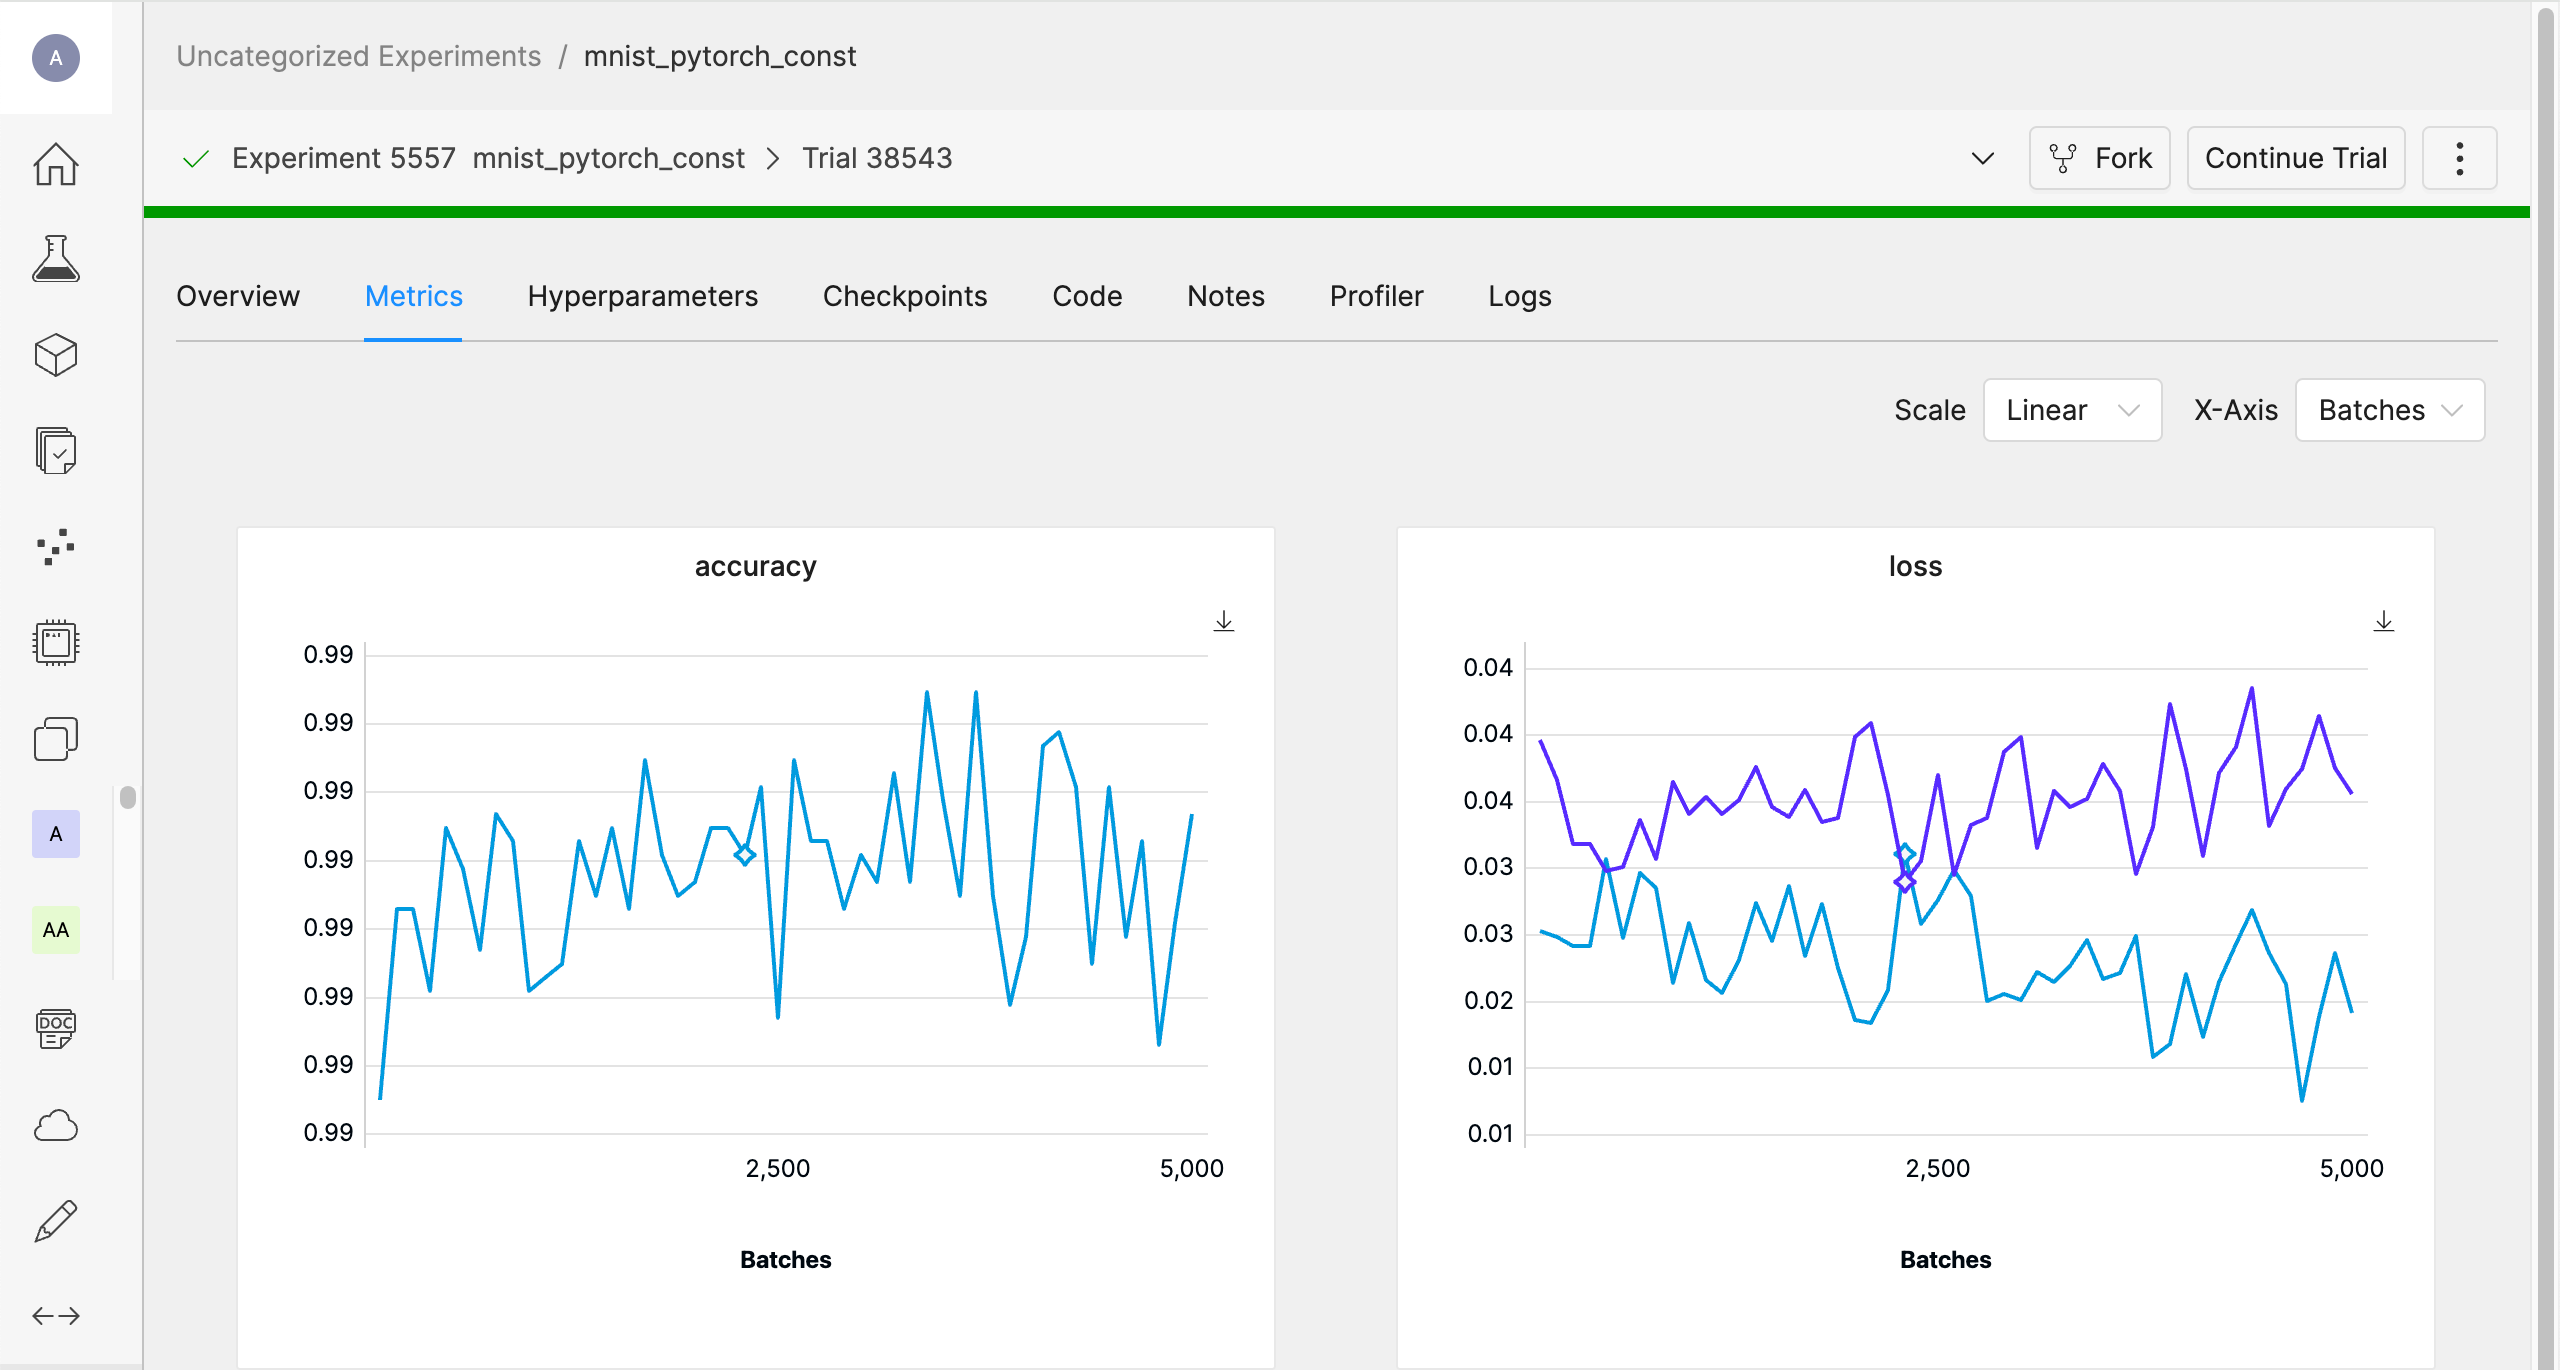 A
Uncategorized Experiments / mnist_pytorch_const
Experiment 5557 mnist_pytorch_const > Trial 38543
Fork
Continue Trial
Overview Metrics Hyperparameters Checkpoints Code Notes Profiler Logs
Scale Linear X-Axis Batches
A
AA
DOC
accuracy
0.99
0.99
0.99
0.99
0.99
0.99
0.99
0.99
2,500 5,000
Batches
loss
0.04
0.04
0.04
0.03
0.03
0.02
0.01
0.01
2,500 5,000
Batches